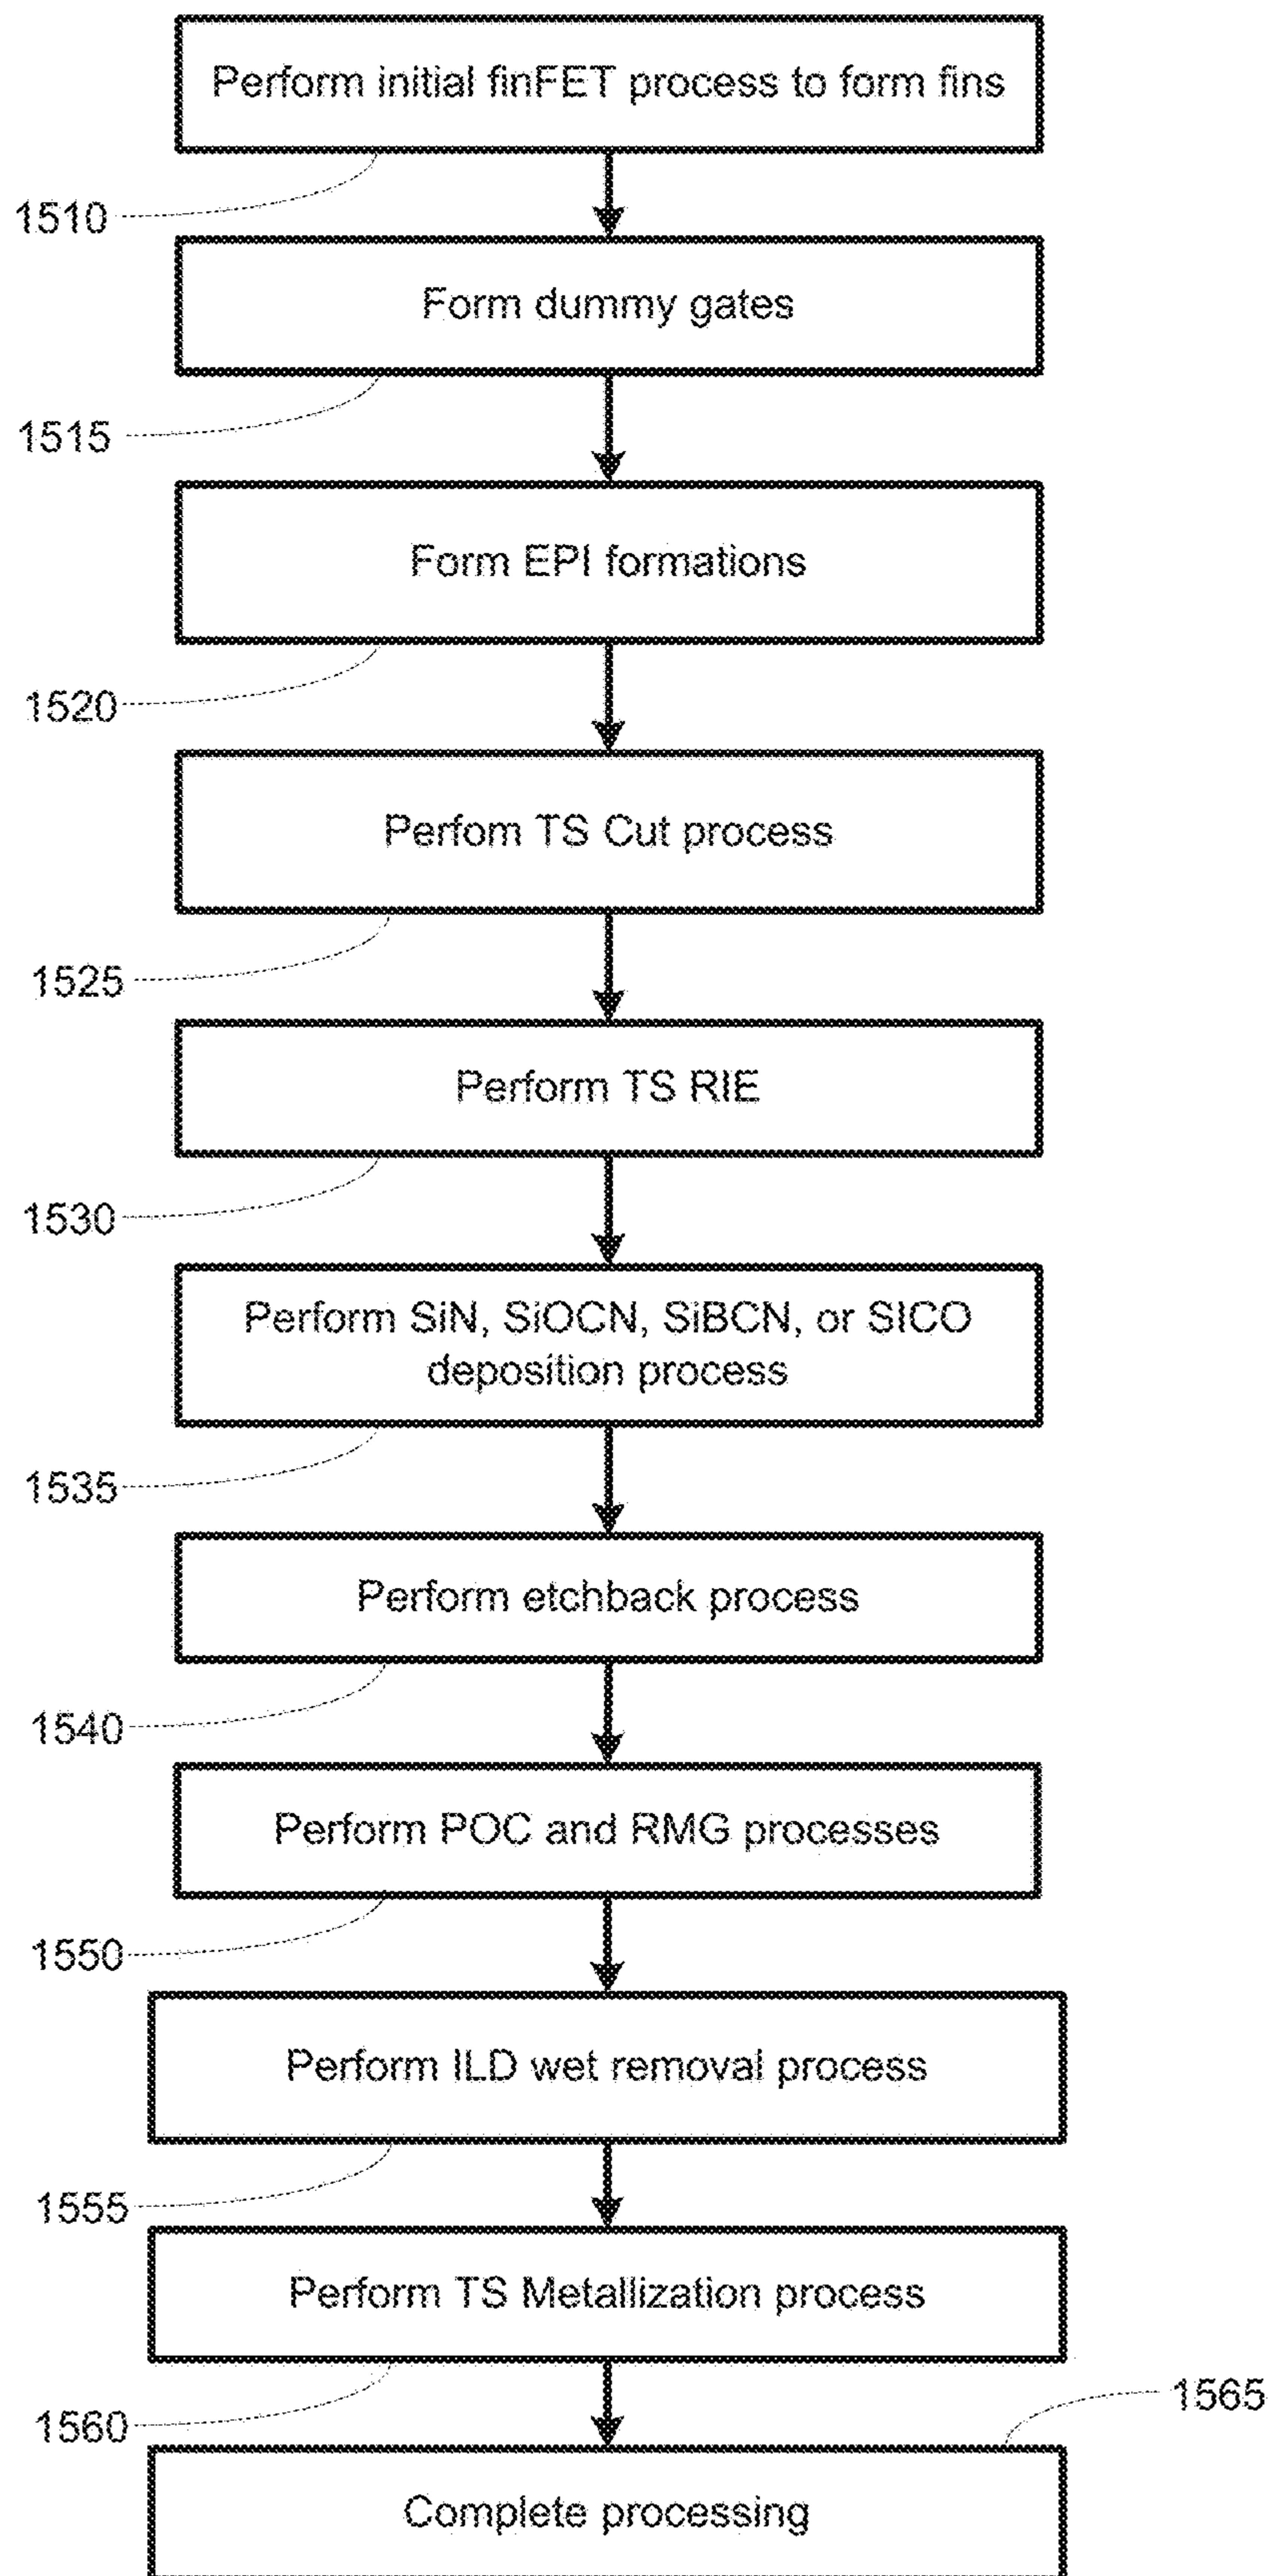 Perform initial finFET process to form fins
1510
Form dummy gates
1515
Form EPI formations
1520
Perfom TS Cut process
1525
Perform TS RIE
1530
Perform SiN, SiOCN, SiBCN, or SICO
deposition process
1535
Perform etchback process
1540
Perform POC and RMG processes
1550
Perform ILD wet removal process
1555
Perform TS Metallization process
1560
1565
Complete processing